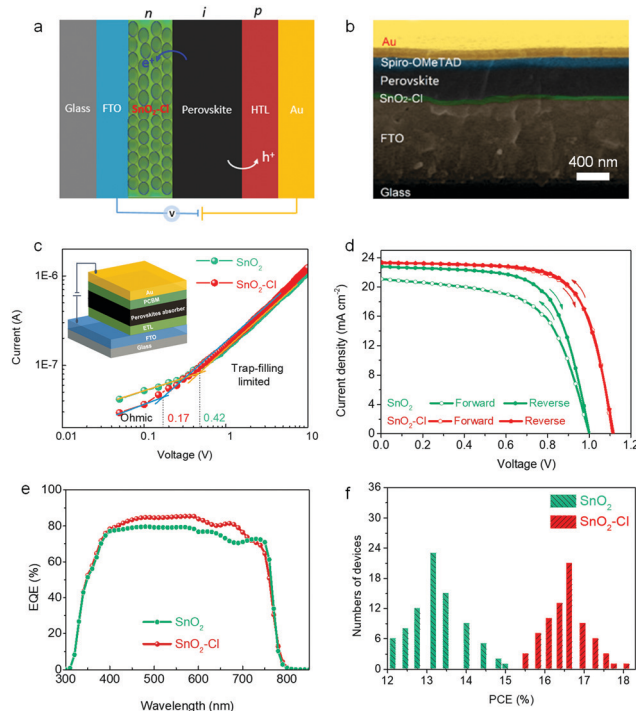 a
n i p
Glass FTO e⁻ SnO₂-Cl Perovskite HTL Au
h⁺
V
b
Au
Spiro-OMeTAD
Perovskite
SnO₂-Cl
FTO
400 nm
Glass
c
Current (A)
1E-6
1E-7
Au
PCBM
Perovskites absorber
ETL
FTO
Glass
SnO₂
SnO₂-Cl
Trap-filling
limited
Ohmic 0.17 0.42
0.01 0.1 1 10
Voltage (V)
d
Current density (mA cm⁻²)
24
20
16
12
8
4
0
SnO₂ Forward Reverse
SnO₂-Cl Forward Reverse
0.0 0.2 0.4 0.6 0.8 1.0 1.2
Voltage (V)
e
EQE (%)
100
80
60
40
20
0
SnO₂
SnO₂-Cl
300 400 500 600 700 800
Wavelength (nm)
f
Numbers of devices
36
30
24
18
12
6
0
SnO₂
SnO₂-Cl
12 13 14 15 16 17 18
PCE (%)